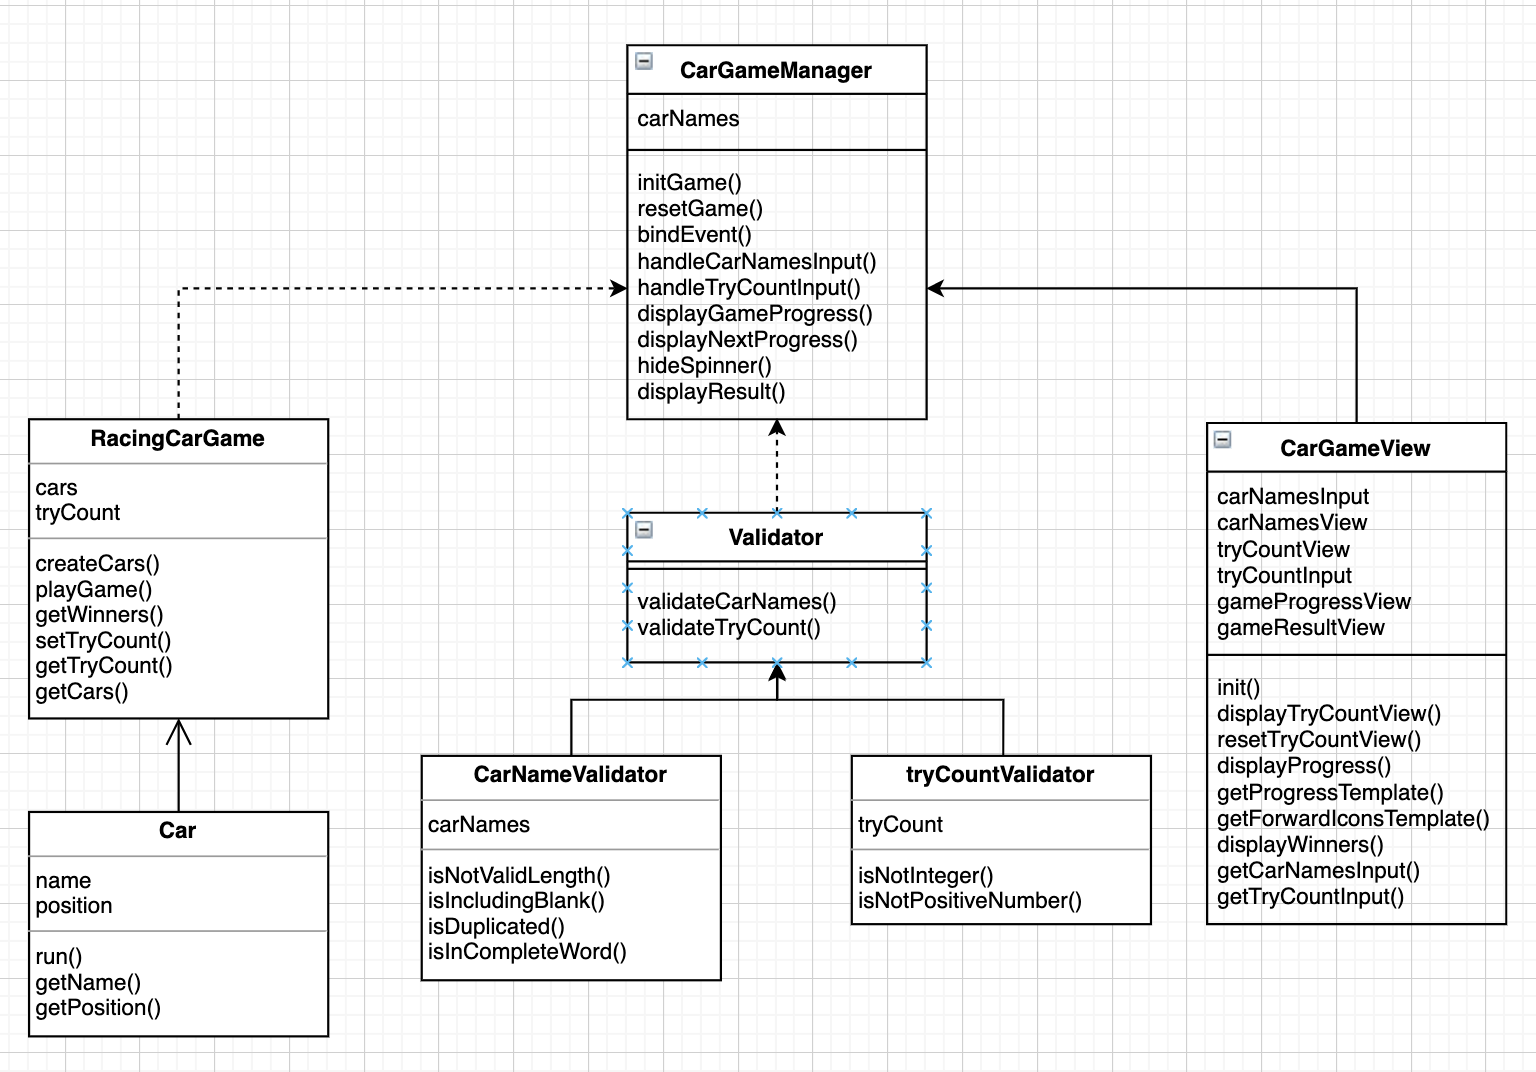 CarGameManager
carNames
initGame()
resetGame()
bindEvent()
handleCarNamesInput()
handleTryCountInput()
displayGameProgress()
displayNextProgress()
hideSpinner()
displayResult()
RacingCarGame
cars
tryCount
createCars()
playGame()
getWinners()
setTryCount()
getTryCount()
getCars()
Validator
validateCarNames()
validateTryCount()
CarGameView
carNamesInput
carNamesView
tryCountView
tryCountInput
gameProgressView
gameResultView
init()
displayTryCountView()
resetTryCountView()
displayProgress()
getProgressTemplate()
getForwardIconsTemplate()
displayWinners()
getCarNamesInput()
getTryCountInput()
Car
name
position
run()
getName()
getPosition()
CarNameValidator
carNames
isNotValidLength()
isIncludingBlank()
isDuplicated()
isInCompleteWord()
tryCountValidator
tryCount
isNotInteger()
isNotPositiveNumber()